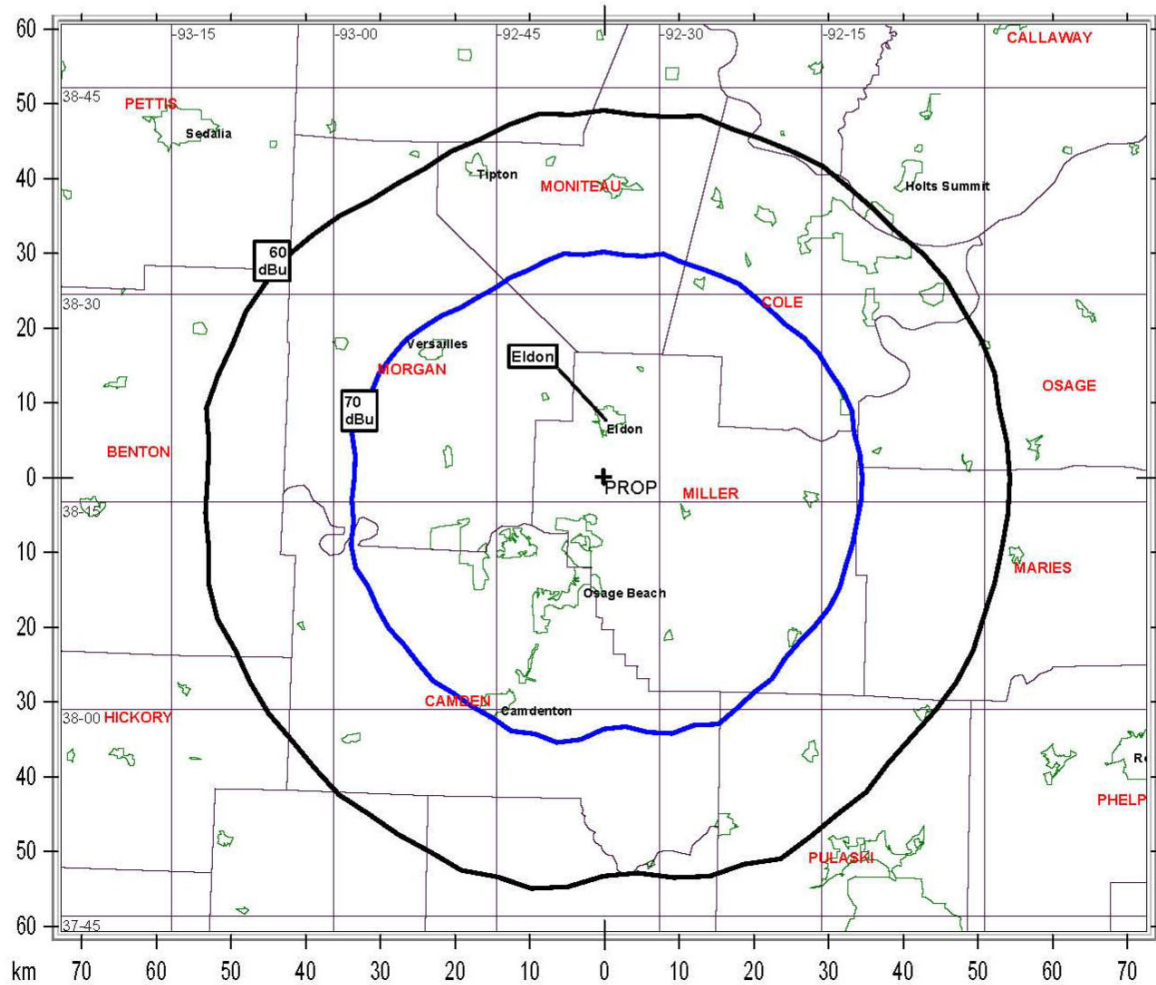 60
-93-15
-93-00
-92-45
-92-30
-92-15
CALLAWAY
38-45
50
PETTIS
Sedalia
40
Tipton
MONITEAU
Holts Summit
30
60
dBu
38-30
COLE
20
Versailles
Eldon
MORGAN
OSAGE
10
70
dBu
Eldon
BENTON
0
PROP
MILLER
38-15
10
MARIES
Osage Beach
20
30
CAMDEN
Camdenton
38-00
HICKORY
40
PHELP
50
PULASKI
37-45
60
km
70
60
50
40
30
20
10
0
10
20
30
40
50
60
70